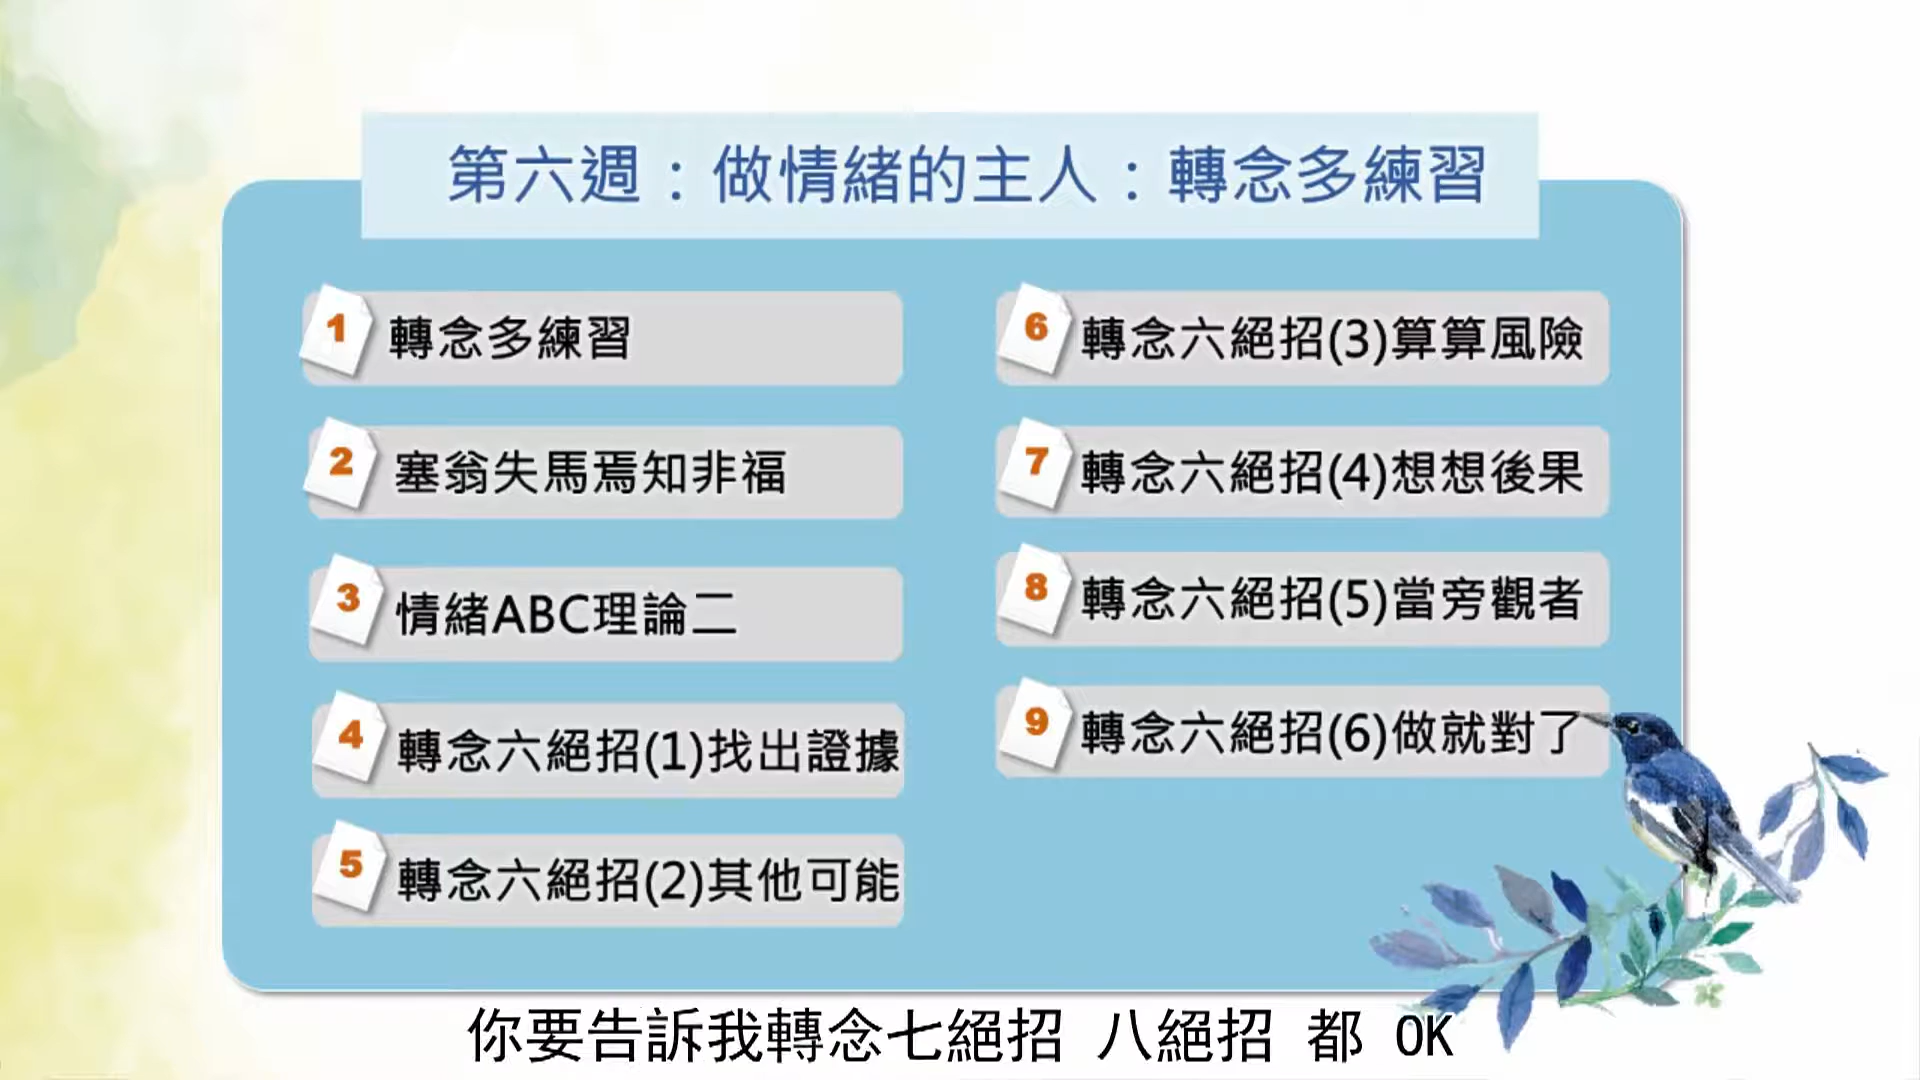 第六週：做情緒的主人：轉念多練習
1 轉念多練習
2 塞翁失馬焉知非福
3 情緒ABC理論二
4 轉念六絕招(1)找出證據
5 轉念六絕招(2)其他可能
6 轉念六絕招(3)算算風險
7 轉念六絕招(4)想想後果
8 轉念六絕招(5)當旁觀者
9 轉念六絕招(6)做就對了
你要告訴我轉念七絕招 八絕招 都 OK